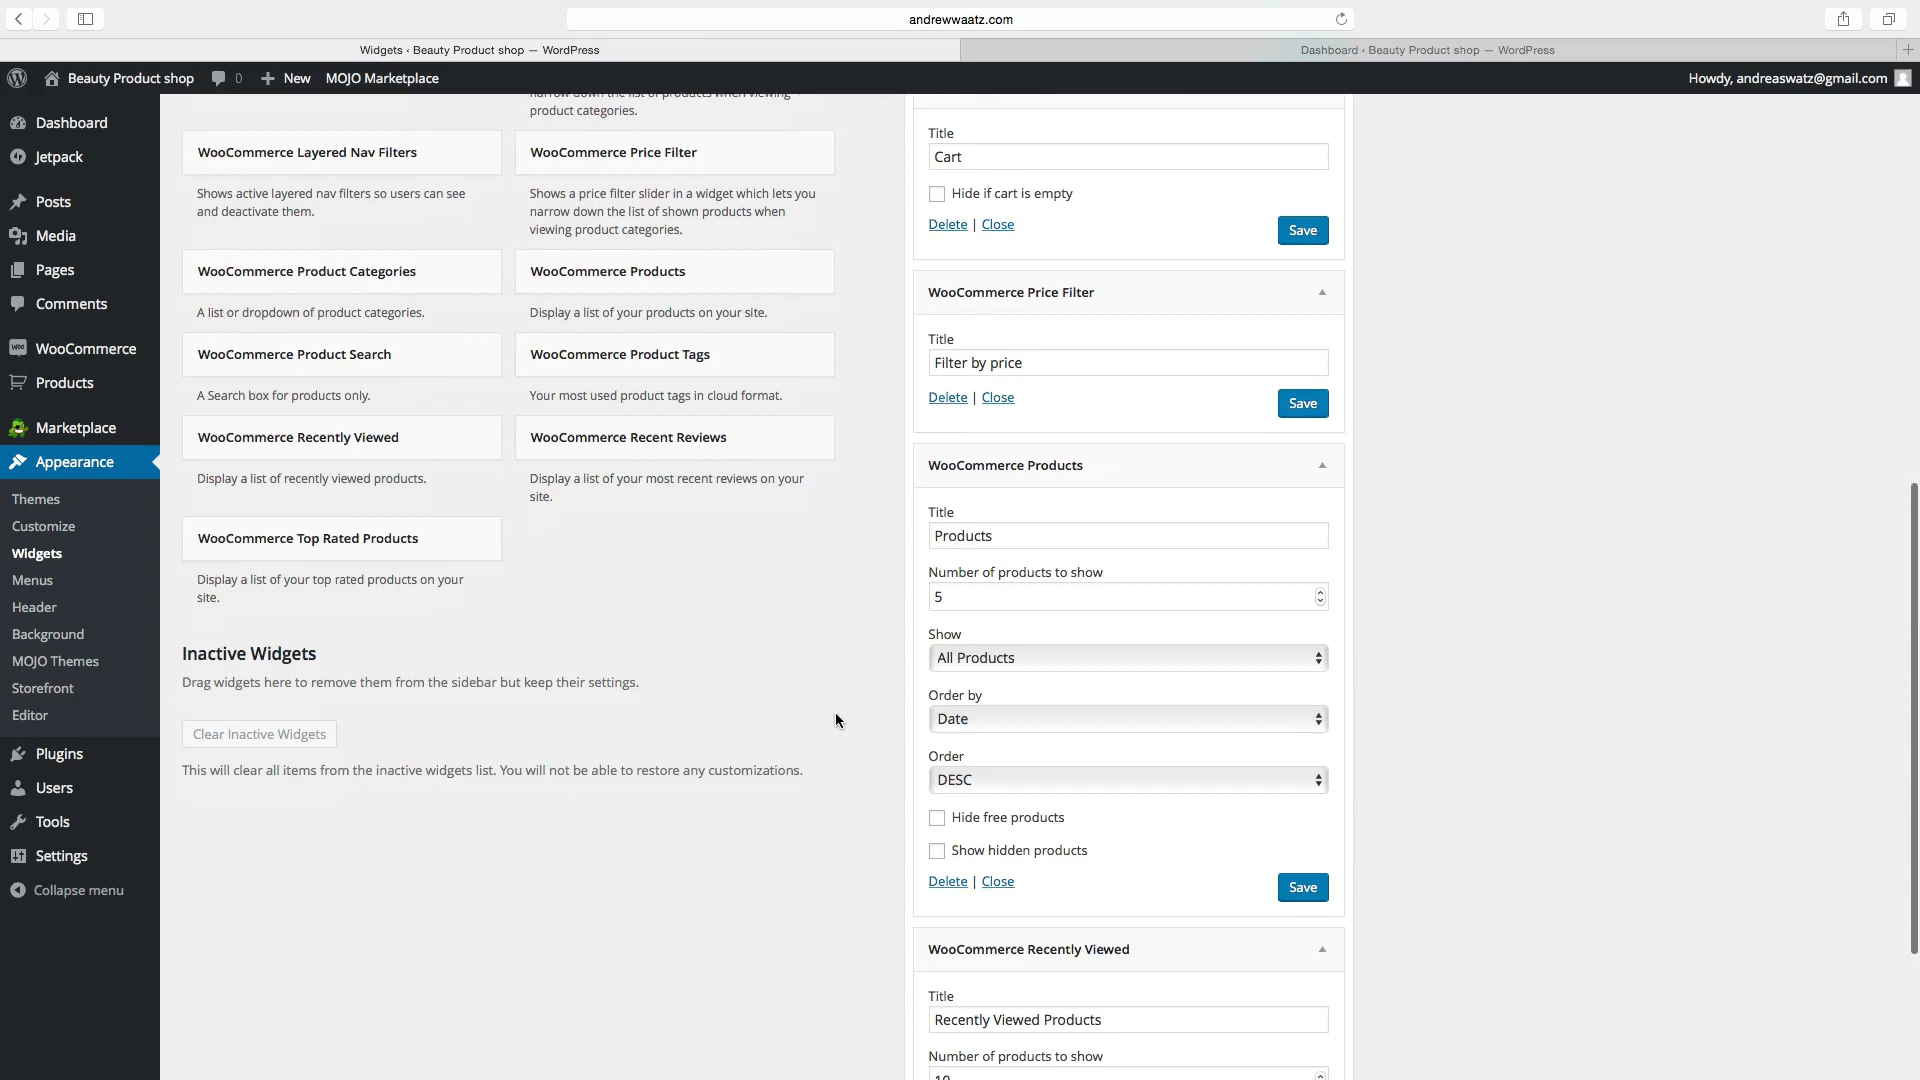 andrewwaatz.com
Widgets ‹ Beauty Product shop — WordPress
Dashboard ‹ Beauty Product shop — WordPress
Beauty Product shop
0
New
MOJO Marketplace
Howdy, andreaswatz@gmail.com
Dashboard
Jetpack
Posts
Media
Pages
Comments
WooCommerce
Products
Marketplace
Appearance
Themes
Customize
Widgets
Menus
Header
Background
MOJO Themes
Storefront
Editor
Plugins
Users
Tools
Settings
Collapse menu
narrow down the list of products when viewing
product categories.
WooCommerce Layered Nav Filters
Shows active layered nav filters so users can see
and deactivate them.
WooCommerce Price Filter
Shows a price filter slider in a widget which lets you
narrow down the list of shown products when
viewing product categories.
WooCommerce Product Categories
A list or dropdown of product categories.
WooCommerce Products
Display a list of your products on your site.
WooCommerce Product Search
A Search box for products only.
WooCommerce Product Tags
Your most used product tags in cloud format.
WooCommerce Recently Viewed
Display a list of recently viewed products.
WooCommerce Recent Reviews
Display a list of your most recent reviews on your
site.
WooCommerce Top Rated Products
Display a list of your top rated products on your
site.
Inactive Widgets
Drag widgets here to remove them from the sidebar but keep their settings.
Clear Inactive Widgets
This will clear all items from the inactive widgets list. You will not be able to restore any customizations.
Title
Cart
Hide if cart is empty
Delete | Close
Save
WooCommerce Price Filter
Title
Filter by price
Delete | Close
Save
WooCommerce Products
Title
Products
Number of products to show
5
Show
All Products
Order by
Date
Order
DESC
Hide free products
Show hidden products
Delete | Close
Save
WooCommerce Recently Viewed
Title
Recently Viewed Products
Number of products to show
10